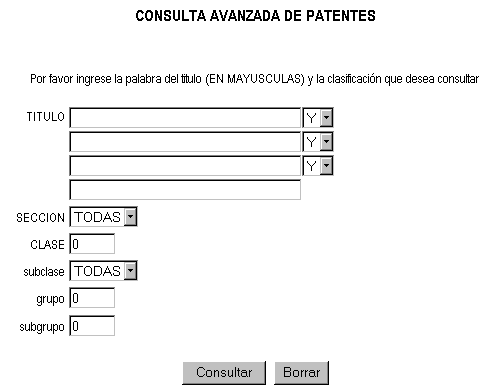 CONSULTA AVANZADA DE PATENTES
Por favor ingrese la palabra del titulo (EN MAYUSCULAS) y la clasificación que desea consultar
TITULO Y
Y
Y
SECCION TODAS
CLASE 0
subclase TODAS
grupo 0
subgrupo 0
Consultar Borrar